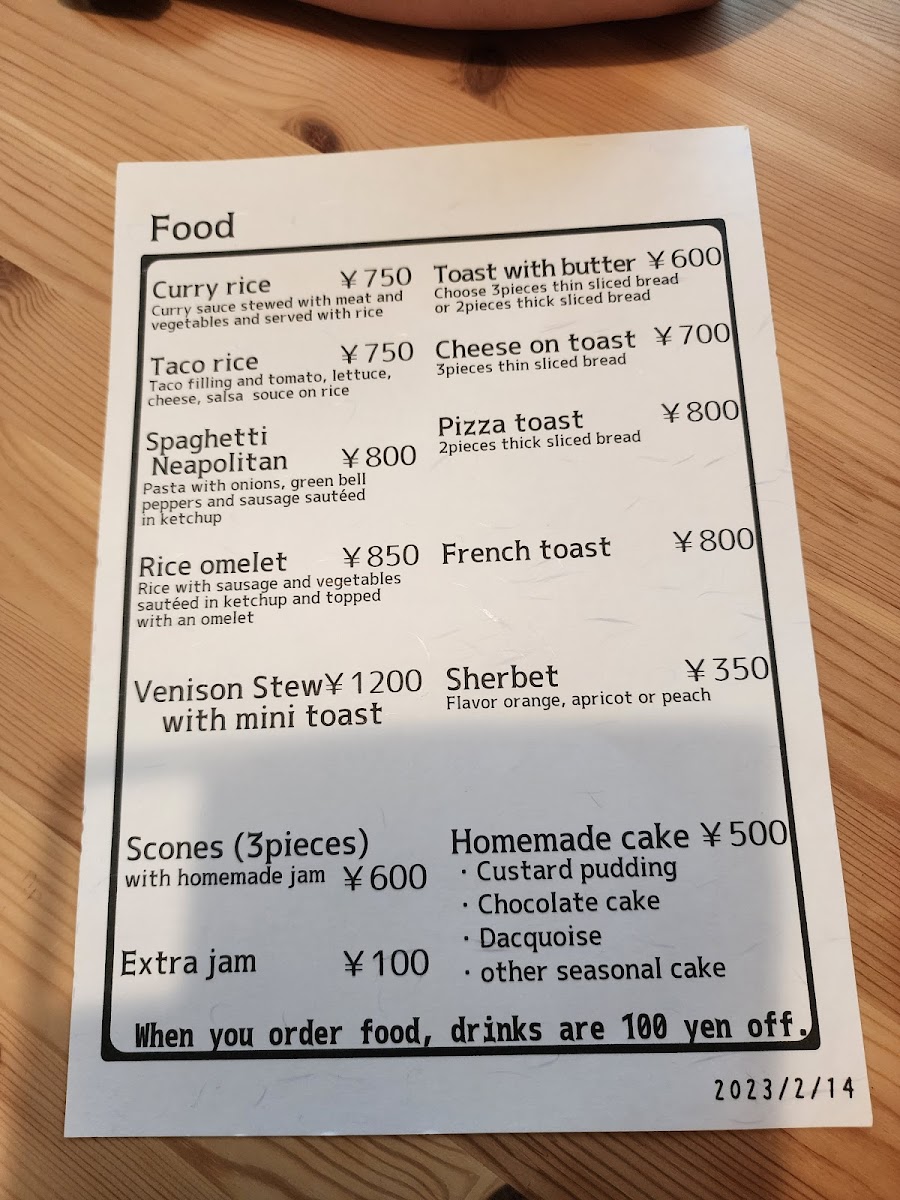 Food
Curry rice ¥750
Curry sauce stewed with meat and
vegetables and served with rice
Taco rice ¥750
Taco filling and tomato, lettuce,
cheese, salsa souce on rice
Spaghetti
Neapolitan ¥800
Pasta with onions, green bell
peppers and sausage sautéed
in ketchup
Rice omelet ¥850
Rice with sausage and vegetables
sautéed in ketchup and topped
with an omelet
Venison Stew¥1200
with mini toast
Scones (3pieces)
with homemade jam ¥600
Extra jam ¥100
Toast with butter ¥600
Choose 3pieces thin sliced bread
or 2pieces thick sliced bread
Cheese on toast ¥700
3pieces thin sliced bread
Pizza toast ¥800
2pieces thick sliced bread
French toast ¥800
Sherbet ¥350
Flavor orange, apricot or peach
Homemade cake ¥500
・Custard pudding
・Chocolate cake
・Dacquoise
・other seasonal cake
When you order food, drinks are 100 yen off.
2023/2/14